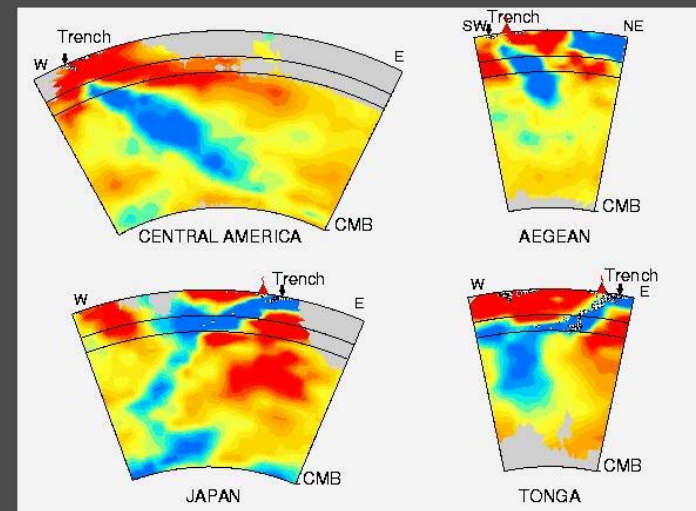 Trench
W
E
CMB
CENTRAL AMERICA
SW
Trench
NE
CMB
AEGEAN
W
Trench
E
CMB
JAPAN
W
Trench
E
CMB
TONGA